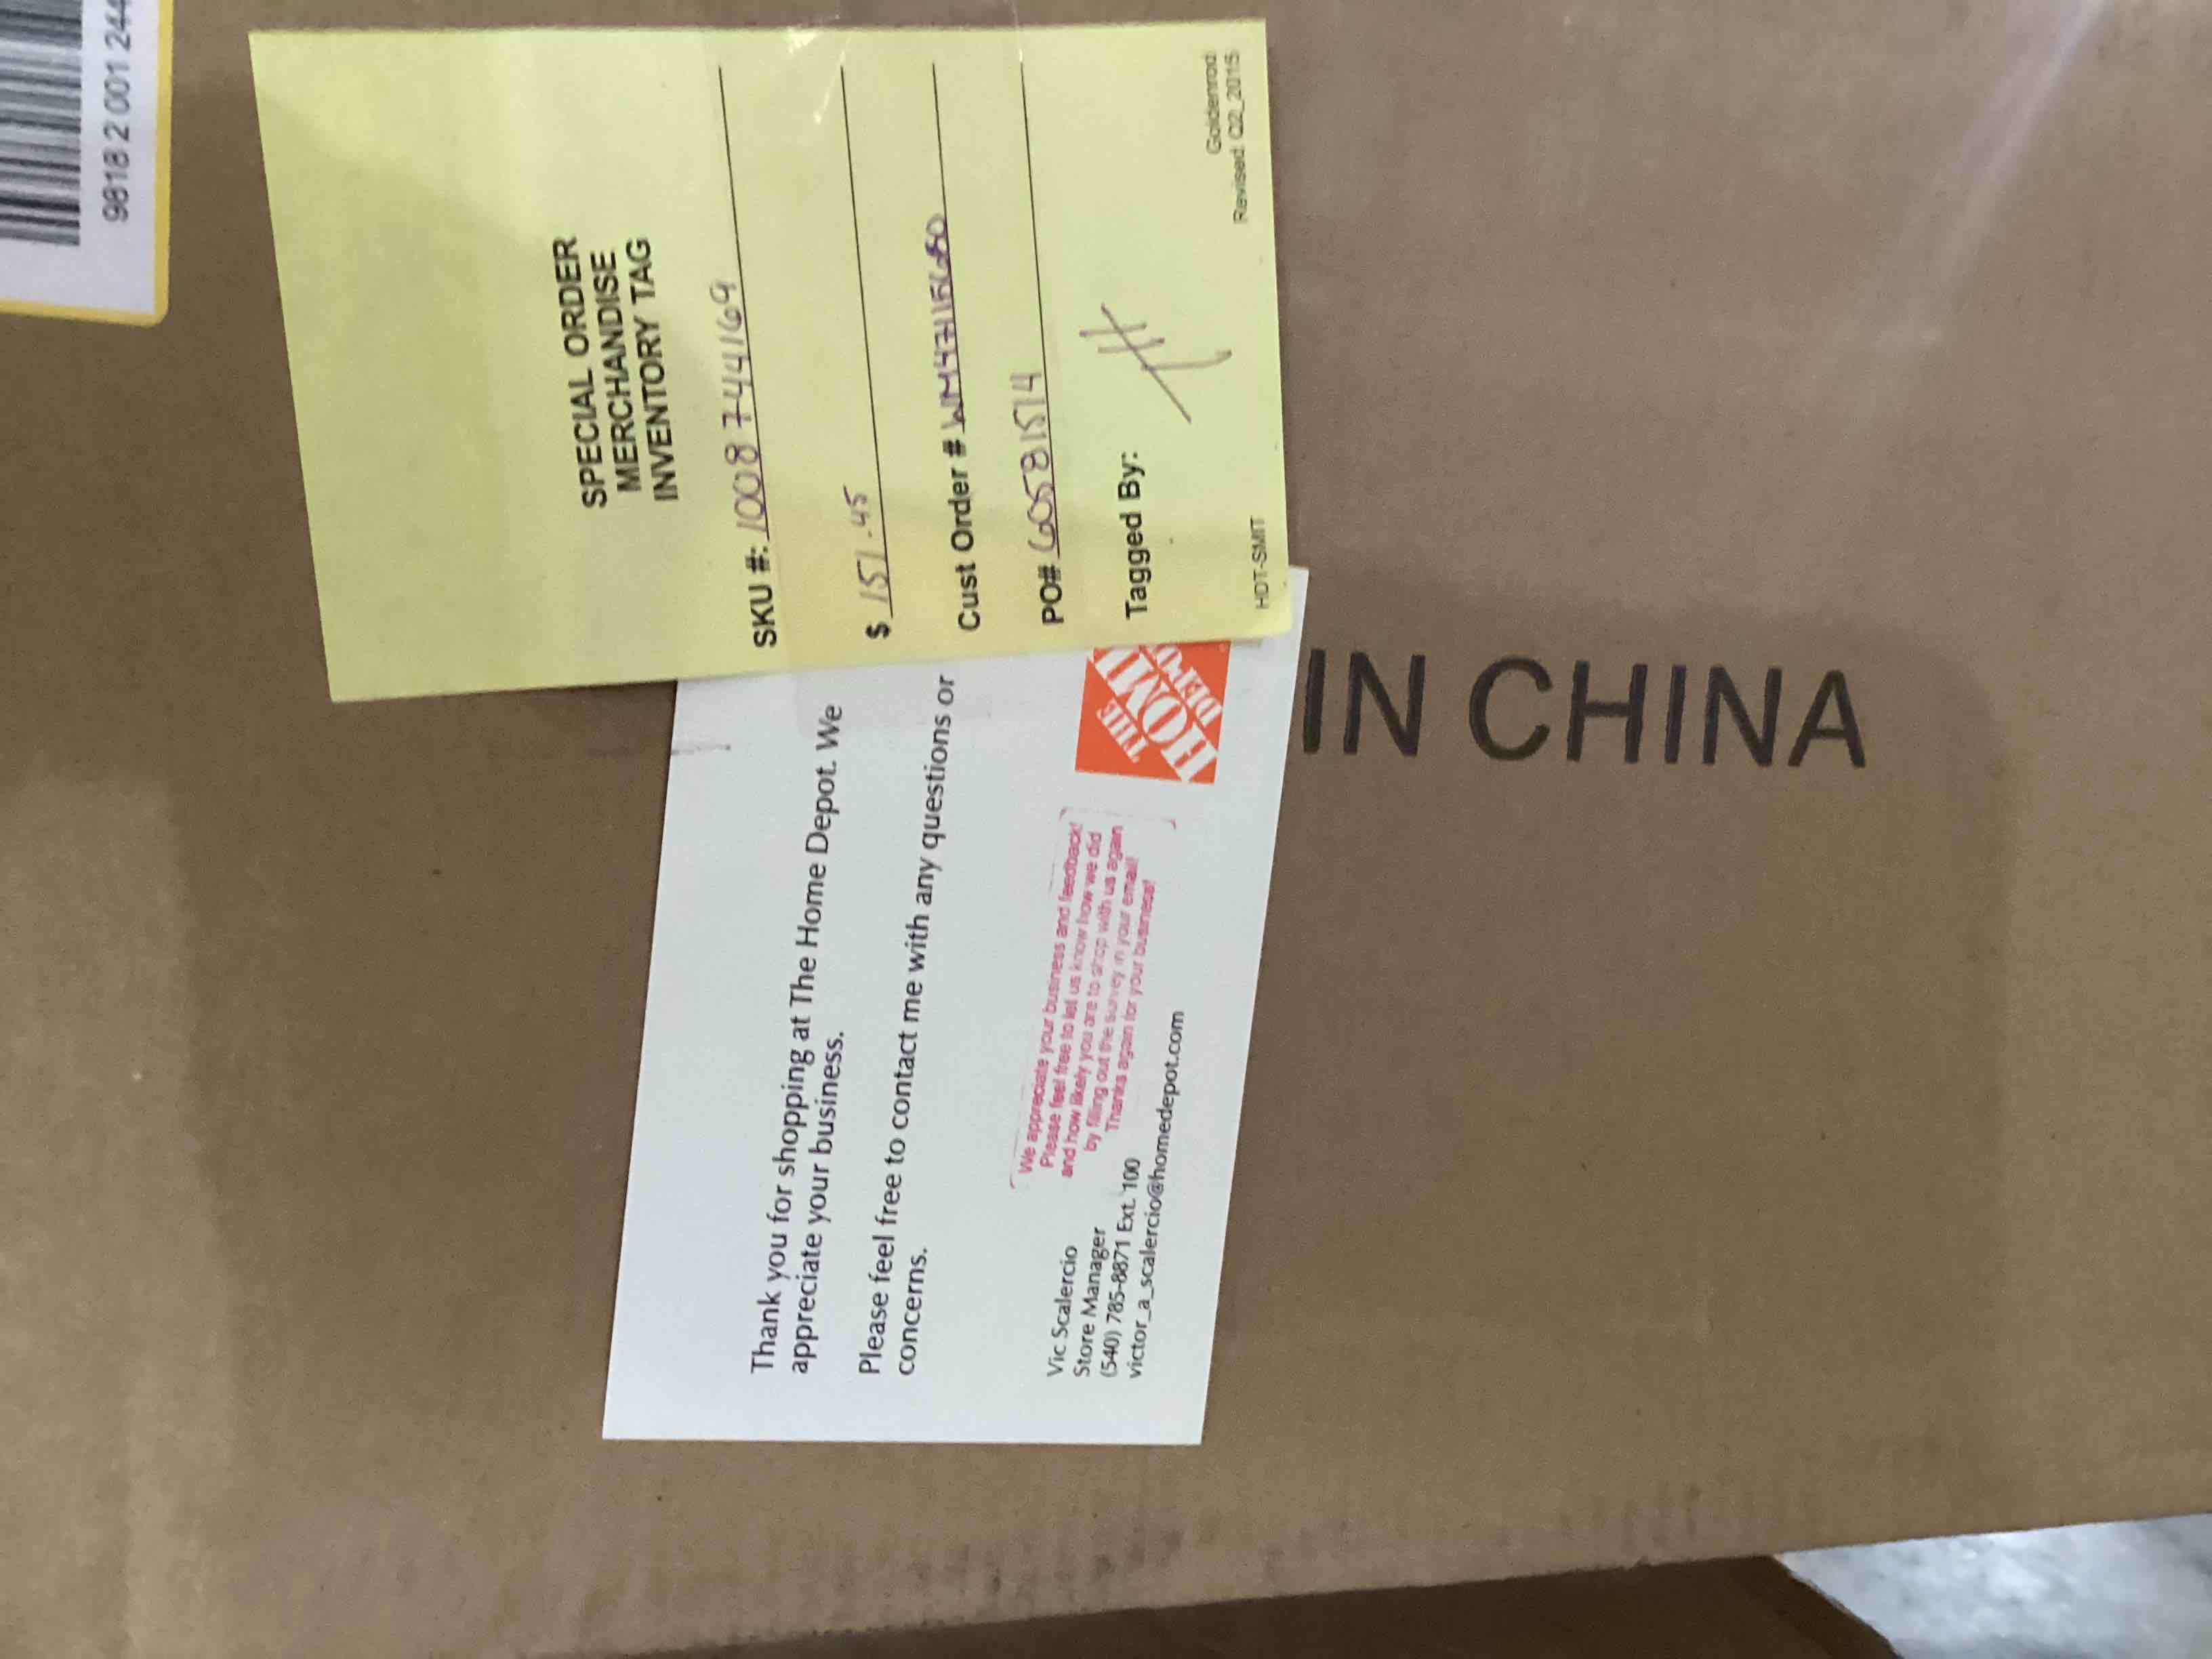 98182 001 244
SPECIAL ORDER
MERCHANDISE
INVENTORY TAG
SKU #: 1008744169
$ 151.45
Cust Order #
PO# 60581514
Tagged By:
HDT-SMIT
Goldenrod
Revised: Q2_2015
Thank you for shopping at The Home Depot. We
appreciate your business.
Please feel free to contact me with any questions or
concerns.
We appreciate your business and feedback!
Please feel free to let us know how we did
and how likely you are to shop with us again
by filling out the survey in your email!
Thanks again for your business!
Vic Scalercio
Store Manager
(540) 785-8871 Ext. 100
victor_a_scalercio@homedepot.com
THE
HOME
DEPO
IN CHINA